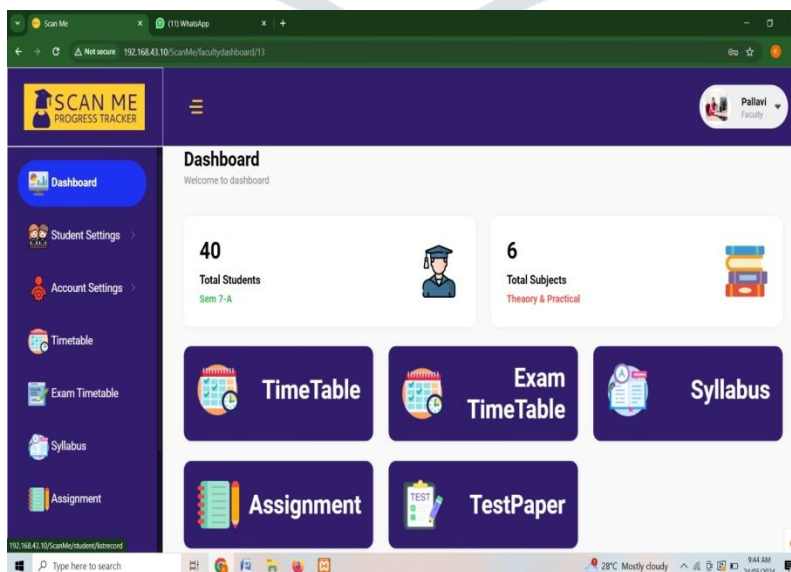 Scan Me
(11) WhatsApp
Not secure 192.168.43.10/ScanMe/facultydashboard/13
SCAN ME
PROGRESS TRACKER
Pallavi
Faculty
Dashboard
Student Settings
Account Settings
Timetable
Exam Timetable
Syllabus
Assignment
192.168.43.10/ScanMe/student/listrecord
Dashboard
Welcome to dashboard
40
Total Students
Sem 7-A
6
Total Subjects
Theaory & Practical
TimeTable
Exam
TimeTable
Syllabus
Assignment
TEST
TestPaper
Type here to search
28°C Mostly cloudy
9:44 AM